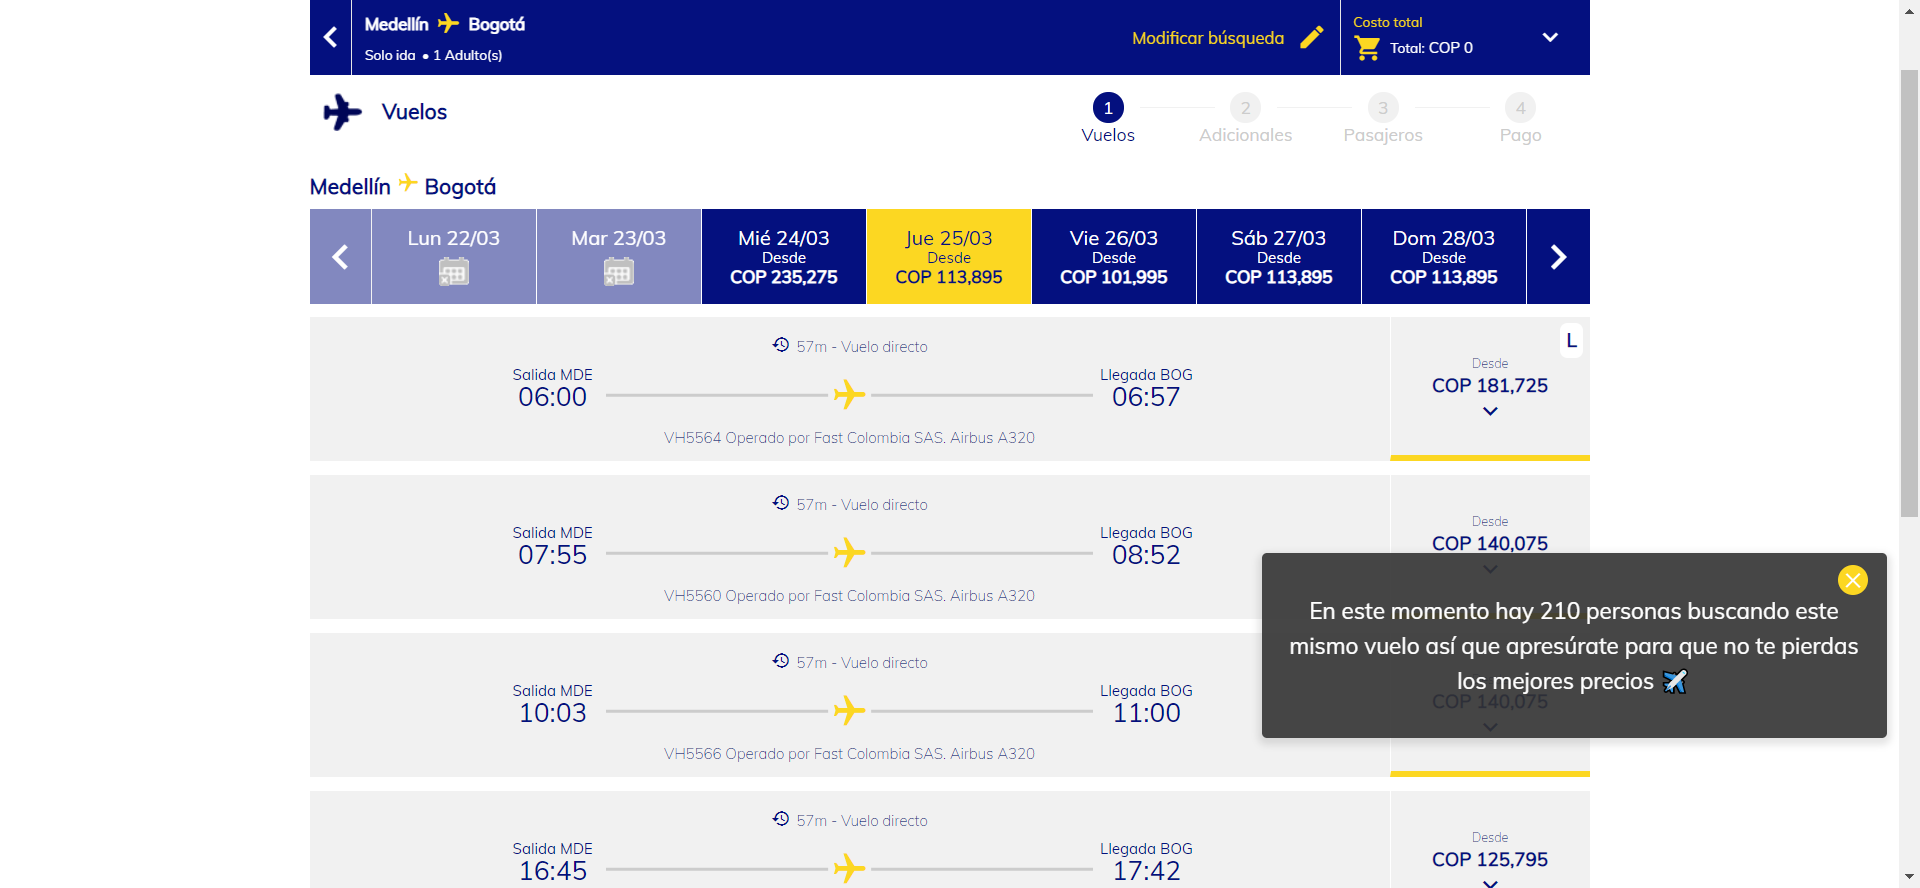 Medellín Bogotá
Solo ida • 1 Adulto(s)
Modificar búsqueda
Costo total
Total: COP 0
Vuelos
1
Vuelos
2
Adicionales
3
Pasajeros
4
Pago
Medellín Bogotá
Lun 22/03
Mar 23/03
Mié 24/03
Desde
COP 235,275
Jue 25/03
Desde
COP 113,895
Vie 26/03
Desde
COP 101,995
Sáb 27/03
Desde
COP 113,895
Dom 28/03
Desde
COP 113,895
57m - Vuelo directo
Salida MDE
06:00
Llegada BOG
06:57
VH5564 Operado por Fast Colombia SAS. Airbus A320
L
Desde
COP 181,725
57m - Vuelo directo
Salida MDE
07:55
Llegada BOG
08:52
VH5560 Operado por Fast Colombia SAS. Airbus A320
Desde
COP 140,075
57m - Vuelo directo
Salida MDE
10:03
Llegada BOG
11:00
VH5566 Operado por Fast Colombia SAS. Airbus A320
COP 140,075
En este momento hay 210 personas buscando este
mismo vuelo así que apresúrate para que no te pierdas
los mejores precios
57m - Vuelo directo
Salida MDE
16:45
Llegada BOG
17:42
Desde
COP 125,795